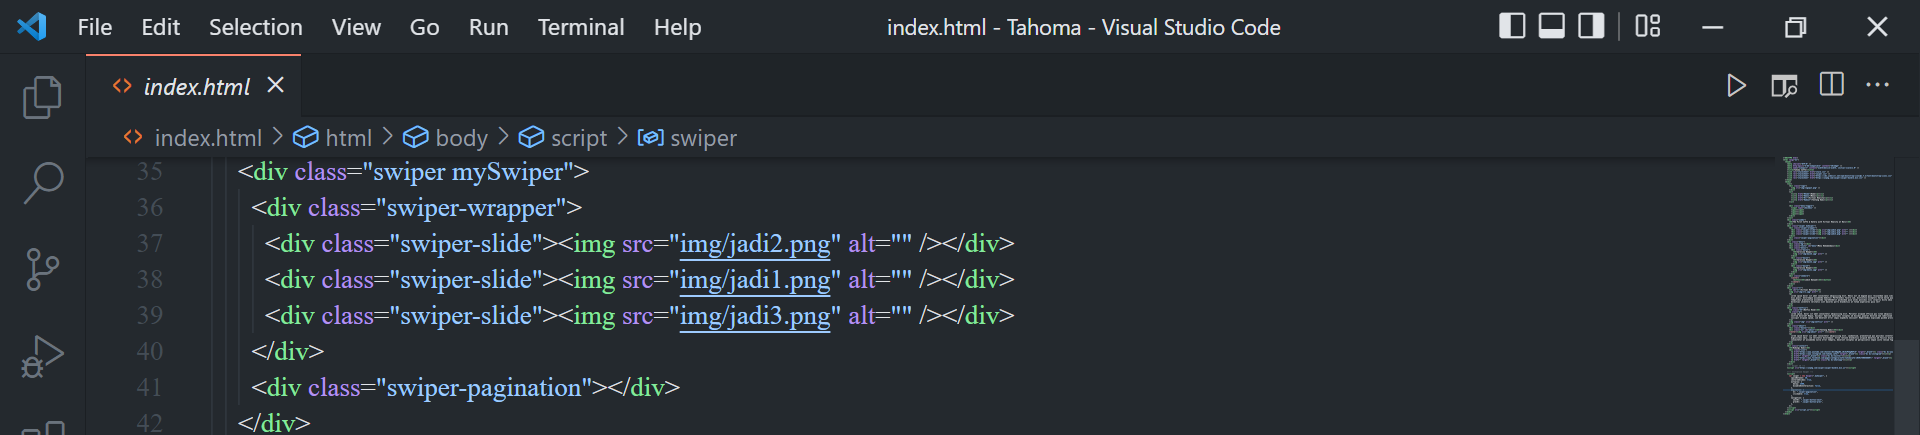 File Edit Selection View Go Run Terminal Help index.html - Tahoma - Visual Studio Code
<> index.html
<> index.html > html > body > script > swiper
35 <div class="swiper mySwiper">
36 <div class="swiper-wrapper">
37 <div class="swiper-slide"><img src="img/jadi2.png" alt="" /></div>
38 <div class="swiper-slide"><img src="img/jadi1.png" alt="" /></div>
39 <div class="swiper-slide"><img src="img/jadi3.png" alt="" /></div>
40 </div>
41 <div class="swiper-pagination"></div>
42 </div>